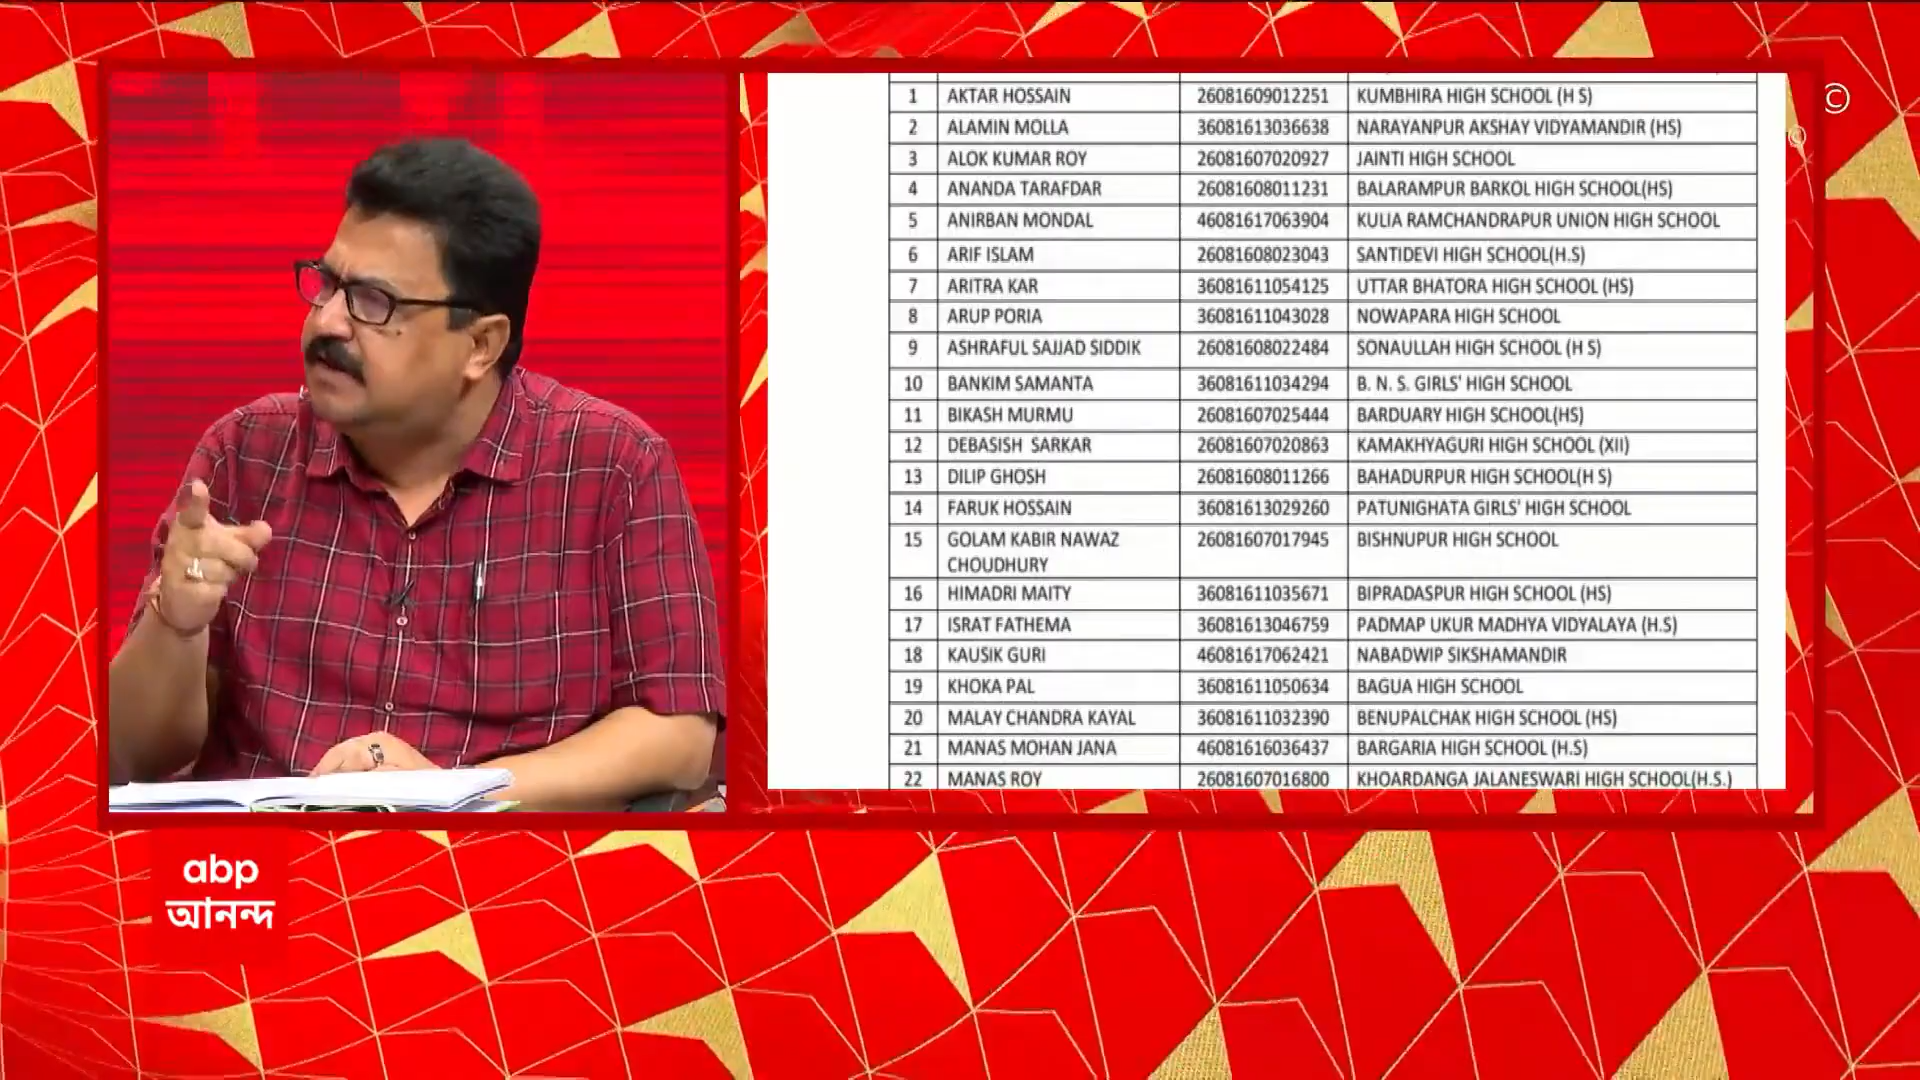 1 AKTAR HOSSAIN 26081609012251 KUMBHIRA HIGH SCHOOL (H S)
2 ALAMIN MOLLA 36081613036638 NARAYANPUR AKSHAY VIDYAMANDIR (HS)
3 ALOK KUMAR ROY 26081607020927 JAINTI HIGH SCHOOL
4 ANANDA TARAFDAR 26081608011231 BALARAMPUR BARKOL HIGH SCHOOL(HS)
5 ANIRBAN MONDAL 46081617063904 KULIA RAMCHANDRAPUR UNION HIGH SCHOOL
6 ARIF ISLAM 26081608023043 SANTIDEVI HIGH SCHOOL(H.S)
7 ARITRA KAR 36081611054125 UTTAR BHATORA HIGH SCHOOL (HS)
8 ARUP PORIA 36081611043028 NOWAPARA HIGH SCHOOL
9 ASHRAFUL SAJJAD SIDDIK 26081608022484 SONAULLAH HIGH SCHOOL (H S)
10 BANKIM SAMANTA 36081611034294 B. N. S. GIRLS' HIGH SCHOOL
11 BIKASH MURMU 26081607025444 BARDUARY HIGH SCHOOL(HS)
12 DEBASISH SARKAR 26081607020863 KAMAKHYAGURI HIGH SCHOOL (XII)
13 DILIP GHOSH 26081608011266 BAHADURPUR HIGH SCHOOL(H S)
14 FARUK HOSSAIN 36081613029260 PATUNIGHATA GIRLS' HIGH SCHOOL
15 GOLAM KABIR NAWAZ 26081607017945 BISHNUPUR HIGH SCHOOL
CHOUDHURY
16 HIMADRI MAITY 36081611035671 BIPRADASPUR HIGH SCHOOL (HS)
17 ISRAT FATHEMA 36081613046759 PADMAP UKUR MADHYA VIDYALAYA (H.S)
18 KAUSIK GURI 46081617062421 NABADWIP SIKSHAMANDIR
19 KHOKA PAL 36081611050634 BAGUA HIGH SCHOOL
20 MALAY CHANDRA KAYAL 36081611032390 BENUPALCHAK HIGH SCHOOL (HS)
21 MANAS MOHAN JANA 46081616036437 BARGARIA HIGH SCHOOL (H.S)
22 MANAS ROY 26081607016800 KHOARDANGA JALANESWARI HIGH SCHOOL(H.S.)
©
©
abp
আনন্দ